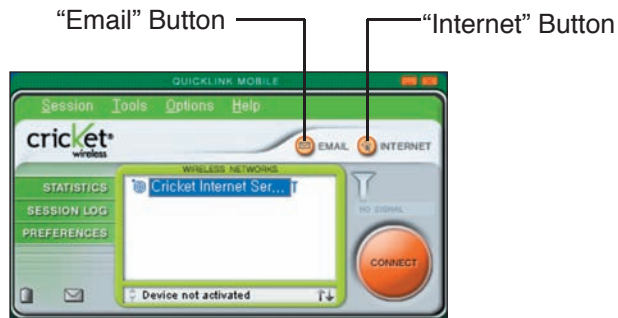 “Email” Button
“Internet” Button
QUICKLINK MOBILE
Session Tools Options Help
cricket
wireless
EMAIL
INTERNET
WIRELESS NETWORKS
STATISTICS
SESSION LOG
PREFERENCES
Cricket Internet Ser...
NO SIGNAL
CONNECT
Device not activated